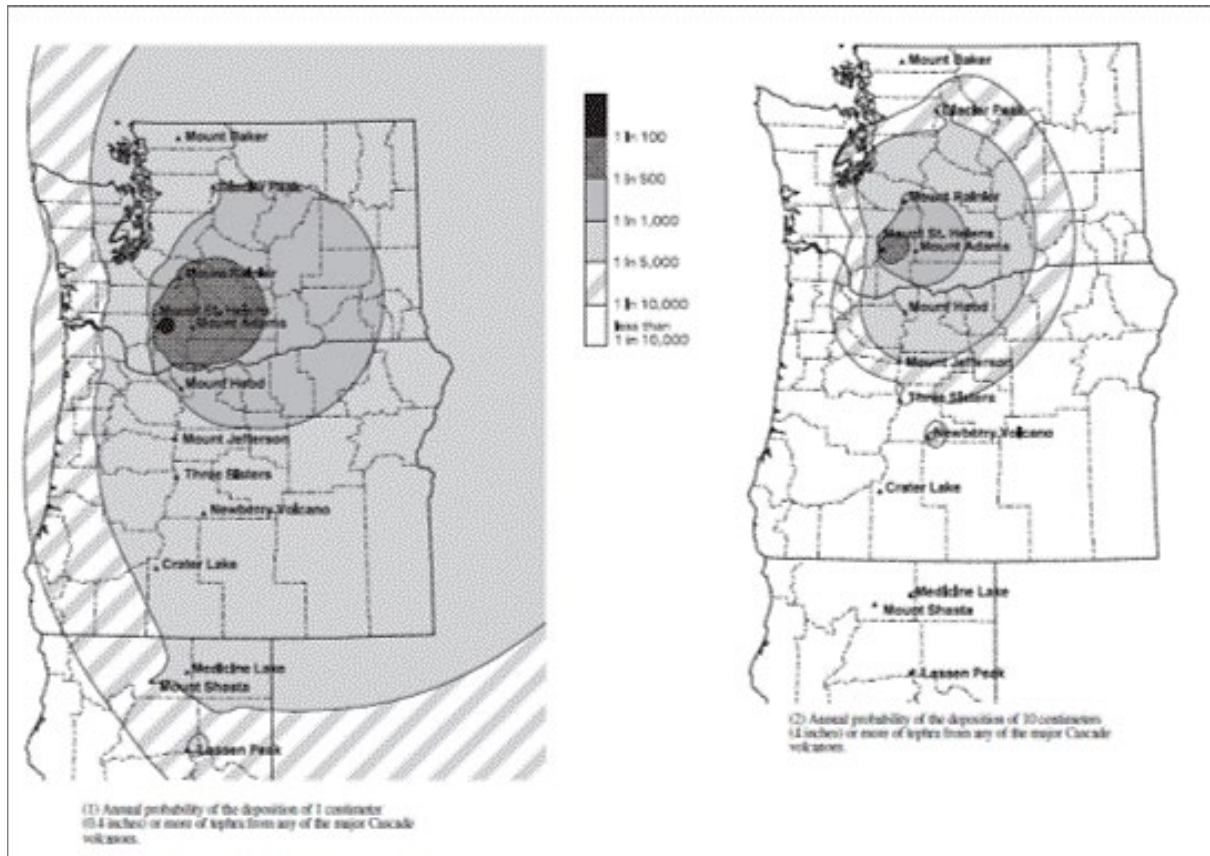 Mount Baker
Glacier Peak
Mount Rainier
Mount St. Helens
Mount Adams
Mount Hood
Mount Jefferson
Three Sisters
Newberry Volcano
Crater Lake
Medicine Lake
Mount Shasta
Lassen Peak
(1) Annual probability of the deposition of 1 centimeter
(0.4 inches) or more of tephra from any of the major Cascade
volcanoes.
1 in 100
1 in 500
1 in 1,000
1 in 5,000
1 in 10,000
less than
1 in 10,000
Mount Baker
Glacier Peak
Mount Rainier
Mount St. Helens
Mount Adams
Mount Hood
Mount Jefferson
Three Sisters
Newberry Volcano
Crater Lake
Medicine Lake
Mount Shasta
Lassen Peak
(2) Annual probability of the deposition of 10 centimeters
(4 inches) or more of tephra from any of the major Cascade
volcanoes.